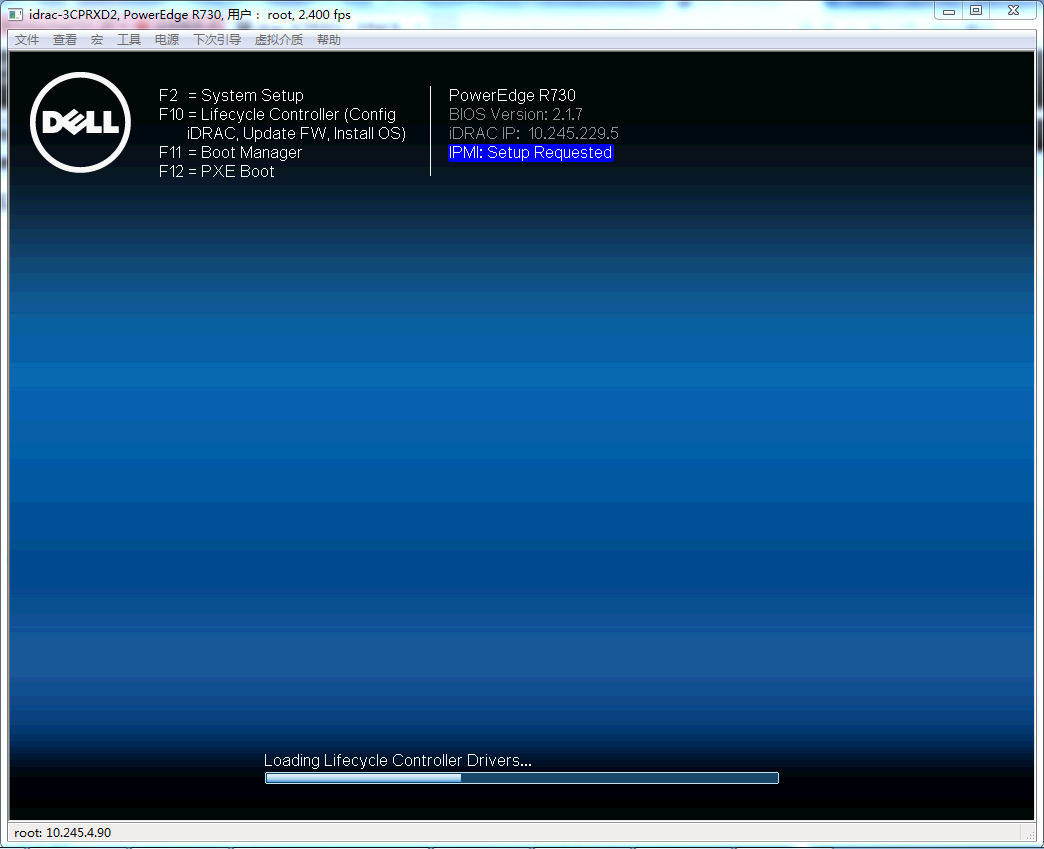 idrac-3CPRXD2, PowerEdge R730, 用户： root, 2.400 fps
文件 查看 宏 工具 电源 下次引导 虚拟介质 帮助
DELL
F2 = System Setup
F10 = Lifecycle Controller (Config
iDRAC, Update FW, Install OS)
F11 = Boot Manager
F12 = PXE Boot
PowerEdge R730
BIOS Version: 2.1.7
iDRAC IP: 10.245.229.5
IPMI: Setup Requested
Loading Lifecycle Controller Drivers...
root: 10.245.4.90